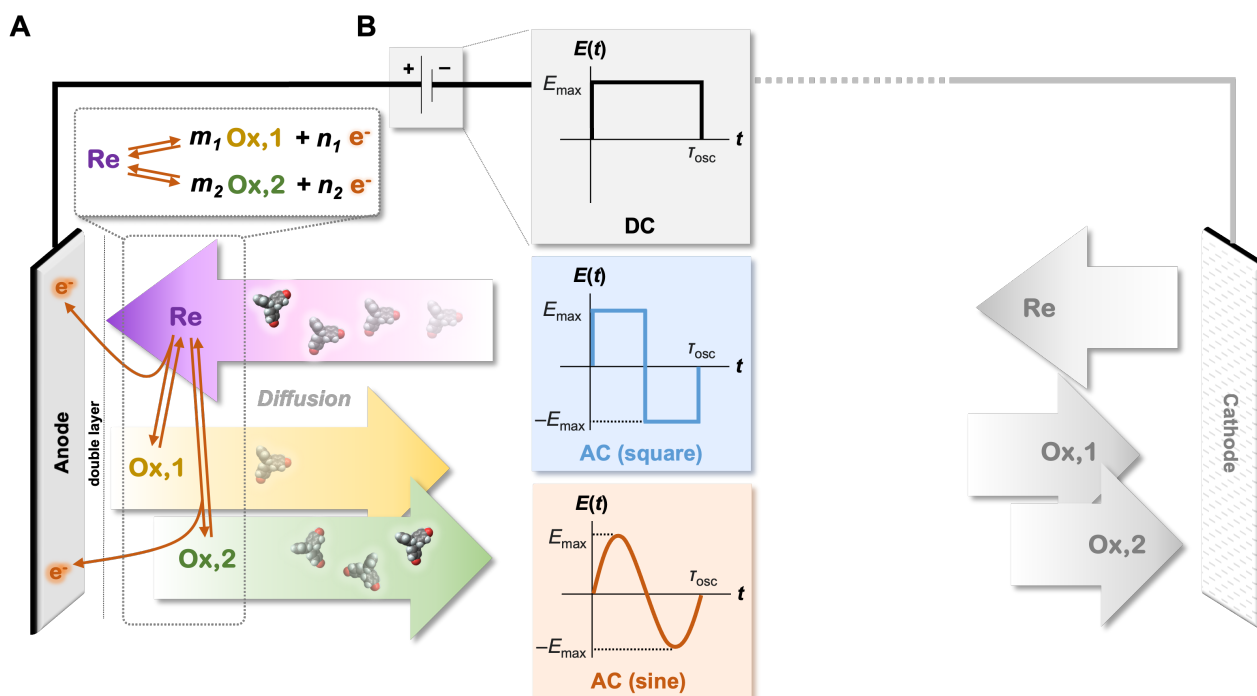 A
B
+ −
E(t)
Emax
t
τosc
DC
Re
m1 Ox,1 + n1 e-
m2 Ox,2 + n2 e-
Anode
double layer
e-
e-
Re
Diffusion
Ox,1
Ox,2
E(t)
Emax
τosc
t
−Emax
AC (square)
E(t)
Emax
τosc
t
−Emax
AC (sine)
Re
Ox,1
Ox,2
Cathode